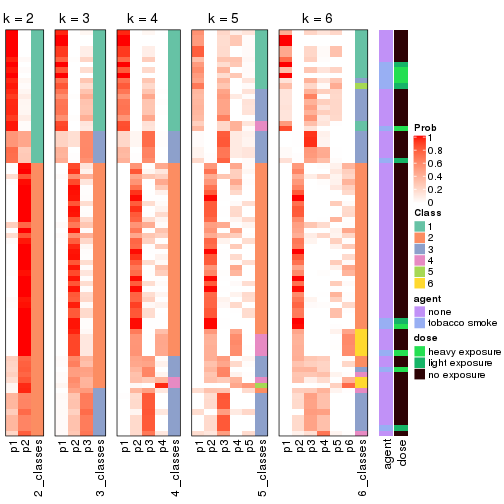 k = 2
k = 3
k = 4
k = 5
k = 6
Prob
1
0.8
0.6
0.4
0.2
0
Class
1
2
3
4
5
6
agent
none
tobacco smoke
dose
heavy exposure
light exposure
no exposure
p1
p2
2_classes
p1
p2
p3
3_classes
p1
p2
p3
p4
4_classes
p1
p2
p3
p4
p5
5_classes
p1
p2
p3
p4
p5
p6
6_classes
agent
dose